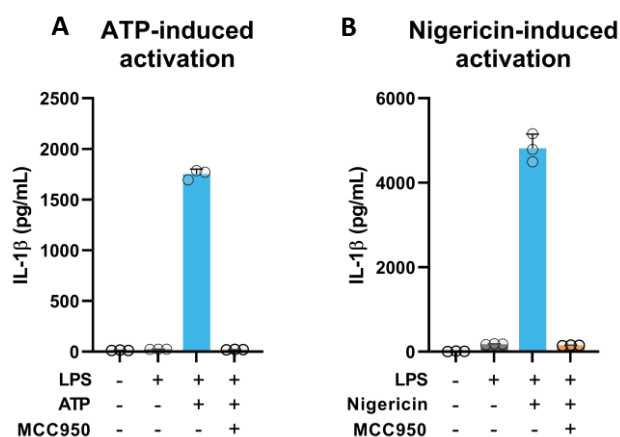 A
ATP-induced
activation
IL-1β (pg/mL)
2500
2000
1500
1000
500
0
LPS - + + +
ATP - - + +
MCC950 - - - +
B
Nigericin-induced
activation
IL-1β (pg/mL)
6000
4000
2000
0
LPS - + + +
Nigericin - - + +
MCC950 - - - +